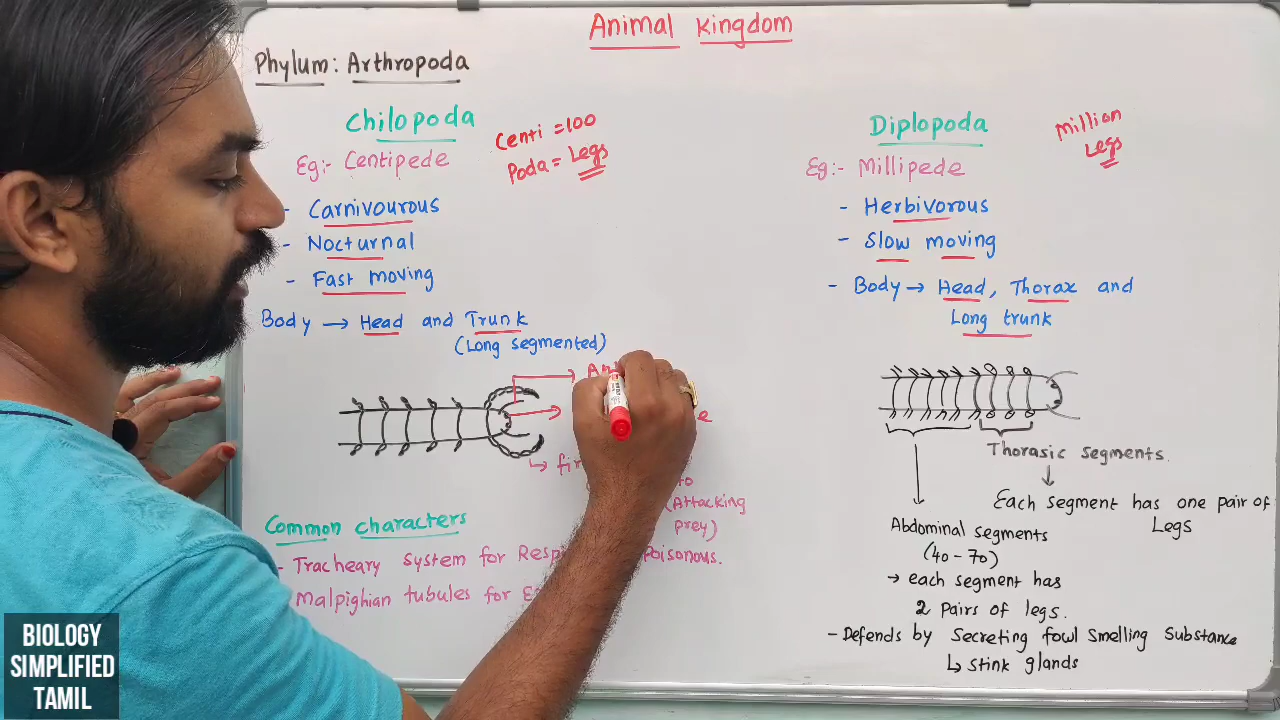 Animal kingdom
Phylum: Arthropoda
Chilopoda
Centi = 100
Poda = Legs
Eg:- Centipede
- Carnivourous
- Nocturnal
- Fast moving
Body → Head and Trunk
(Long segmented)
to
(Attacking
prey)
Common characters
- Tracheary system for Poisonous.
Malpighian tubules for
Diplopoda
Million
Legs
Eg:- Millipede
- Herbivorous
- Slow moving
- Body → Head, Thorax and
Long trunk
Thorasic segments.
Each segment has one pair of
Legs
Abdominal segments
(40-70)
→ each segment has
2 pairs of legs.
- Defends by secreting fowl smelling substance
↳ stink glands
BIOLOGY
SIMPLIFIED
TAMIL